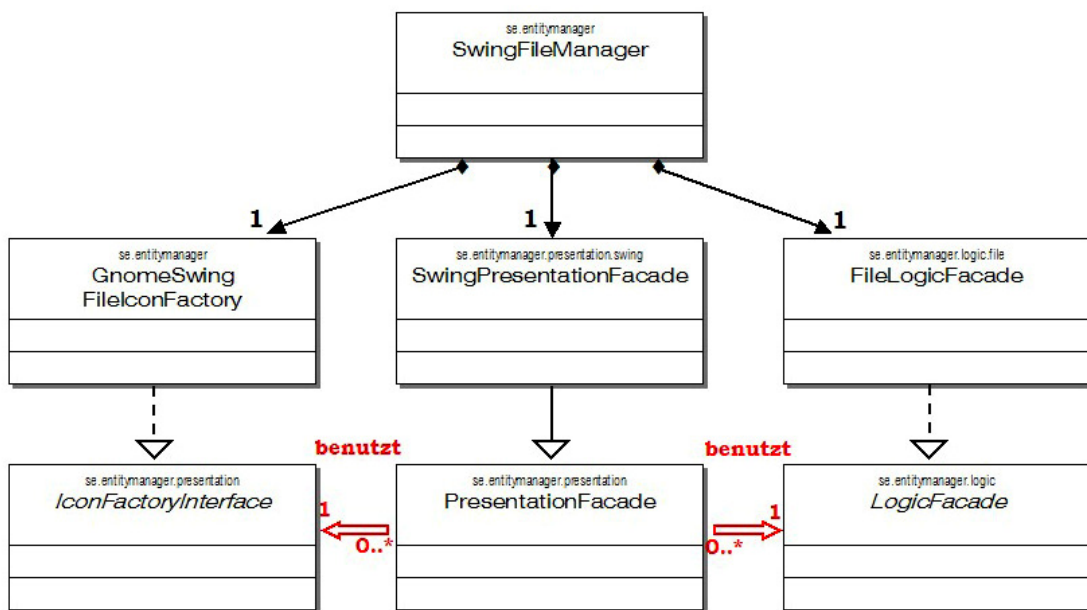 se.entitymanager
SwingFileManager
1
1
1
se.entitymanager
GnomeSwing
FileIconFactory
se.entitymanager.presentation.swing
SwingPresentationFacade
se.entitymanager.logic.file
FileLogicFacade
benutzt
benutzt
se.entitymanager.presentation
IconFactoryInterface
se.entitymanager.presentation
PresentationFacade
se.entitymanager.logic
LogicFacade
1
0..*
0..*
1